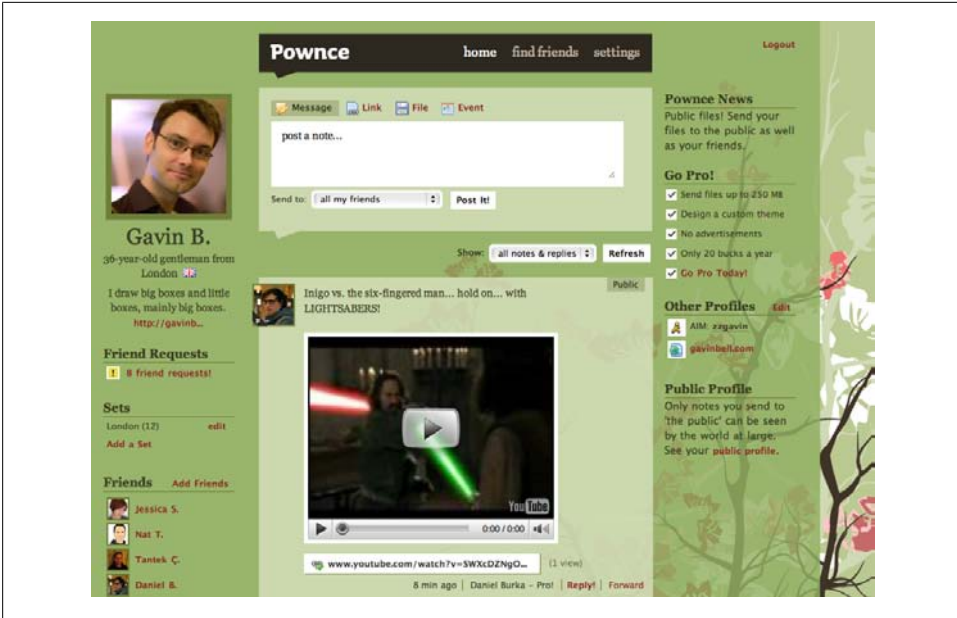 Pownce
home find friends settings
Logout
Gavin B.
36-year-old gentleman from
London
I draw big boxes and little
boxes, mainly big boxes.
http://gavinb...
Friend Requests
8 friend requests!
Sets
London (12) edit
Add a Set
Friends Add Friends
Jessica S.
Nat T.
Tantek Ç.
Daniel B.
Message Link File Event
post a note...
Send to: all my friends Post It!
Show: all notes & replies Refresh
Public
Inigo vs. the six-fingered man... hold on... with
LIGHTSABERS!
YouTube
0:00 / 0:00
www.youtube.com/watch?v=SWXcDZNgO... (1 view)
8 min ago | Daniel Burka – Pro! | Reply! | Forward
Pownce News
Public files! Send your
files to the public as well
as your friends.
Go Pro!
Send files up to 250 MB
Design a custom theme
No advertisements
Only 20 bucks a year
Go Pro Today!
Other Profiles Edit
AIM: zzgavin
gavinbell.com
Public Profile
Only notes you send to
'the public' can be seen
by the world at large.
See your public profile.